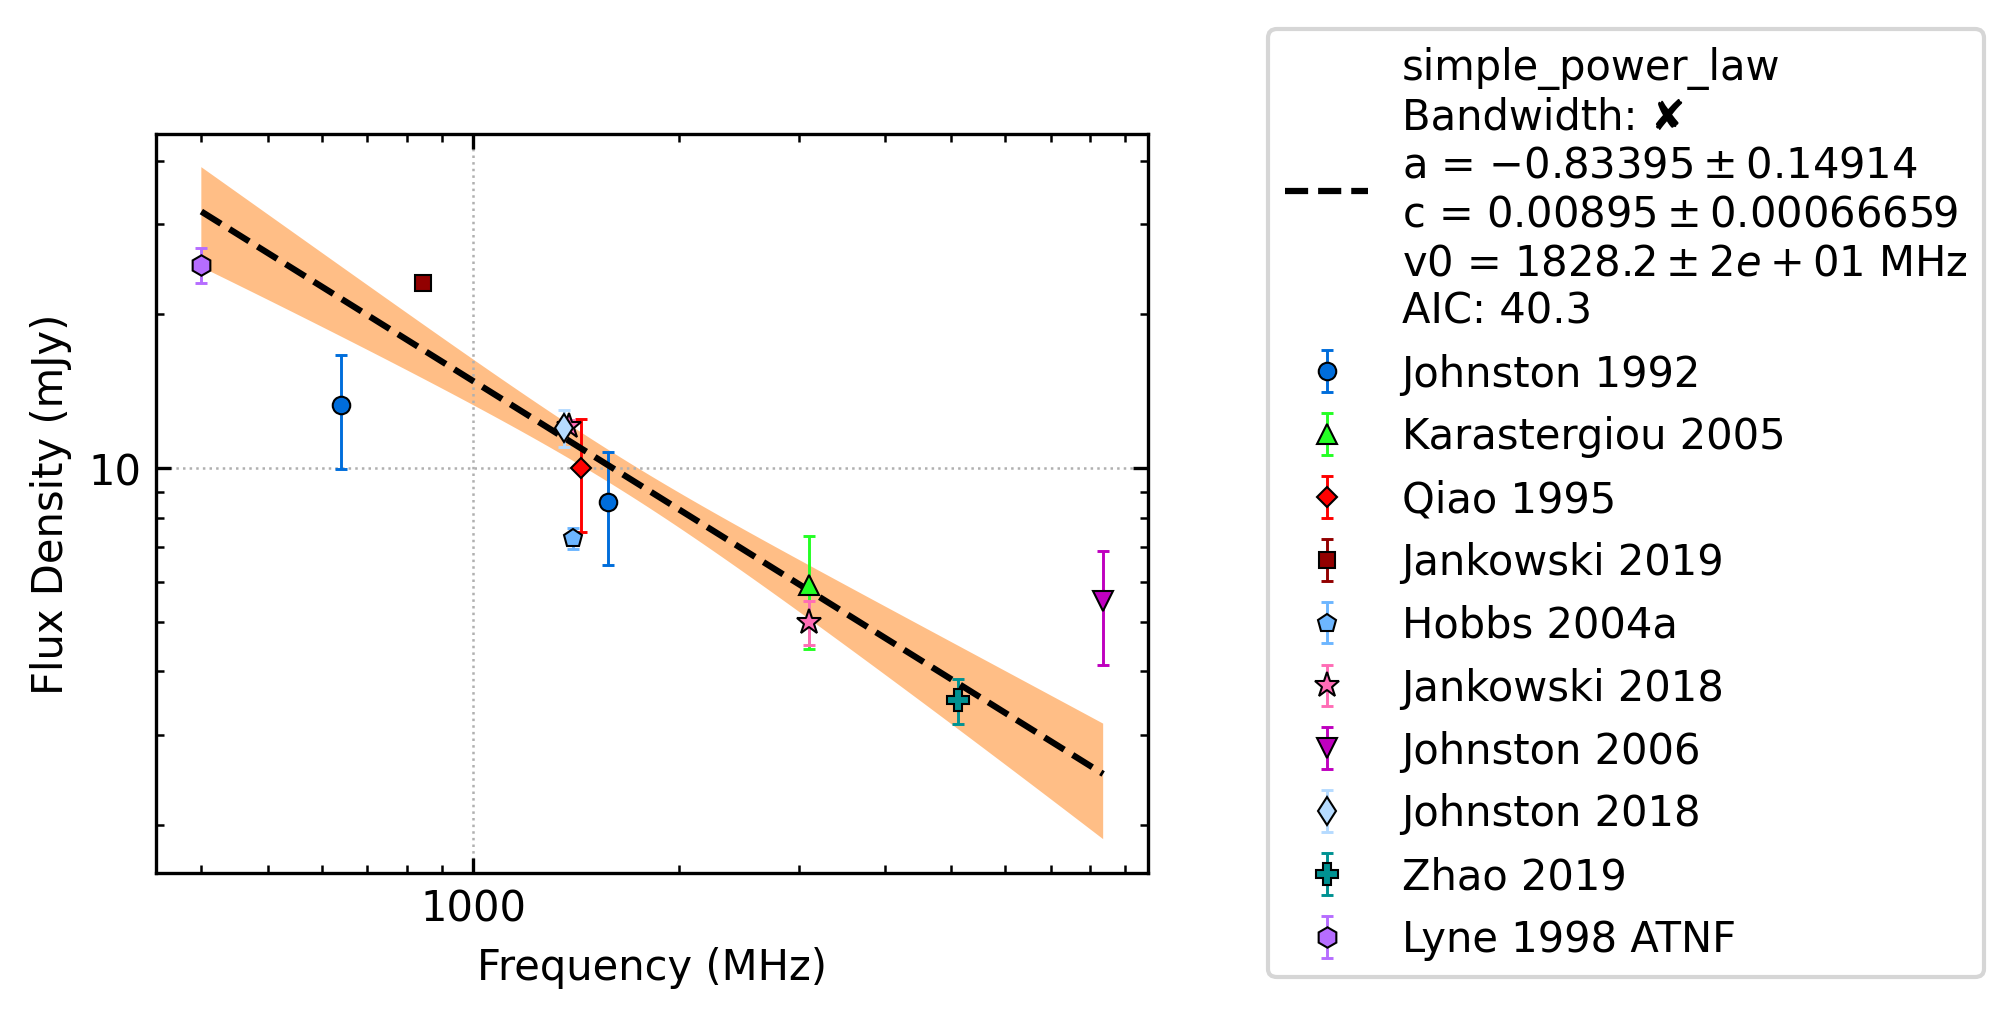 Flux Density (mJy)
10
1000
Frequency (MHz)
simple_power_law
Bandwidth: ✘
a = −0.83395 ± 0.14914
c = 0.00895 ± 0.00066659
v0 = 1828.2 ± 2e + 01 MHz
AIC: 40.3
Johnston 1992
Karastergiou 2005
Qiao 1995
Jankowski 2019
Hobbs 2004a
Jankowski 2018
Johnston 2006
Johnston 2018
Zhao 2019
Lyne 1998 ATNF